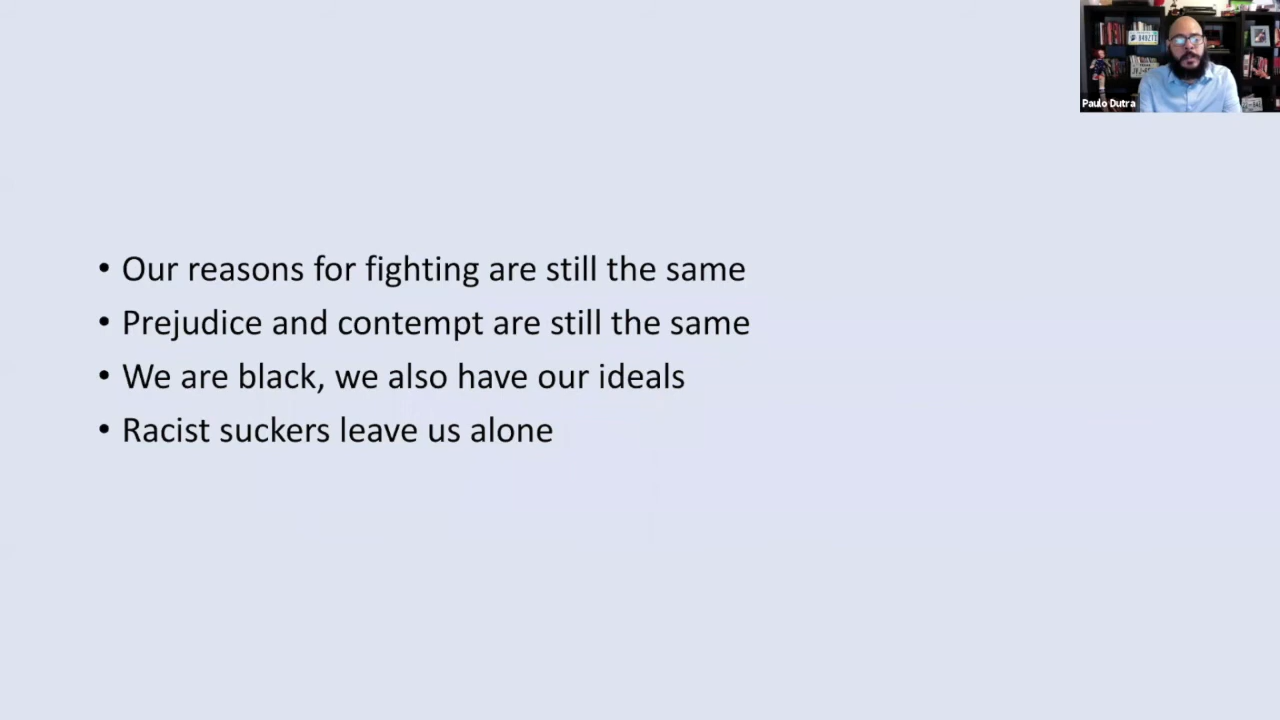 Paulo Dutra
• Our reasons for fighting are still the same
• Prejudice and contempt are still the same
• We are black, we also have our ideals
• Racist suckers leave us alone